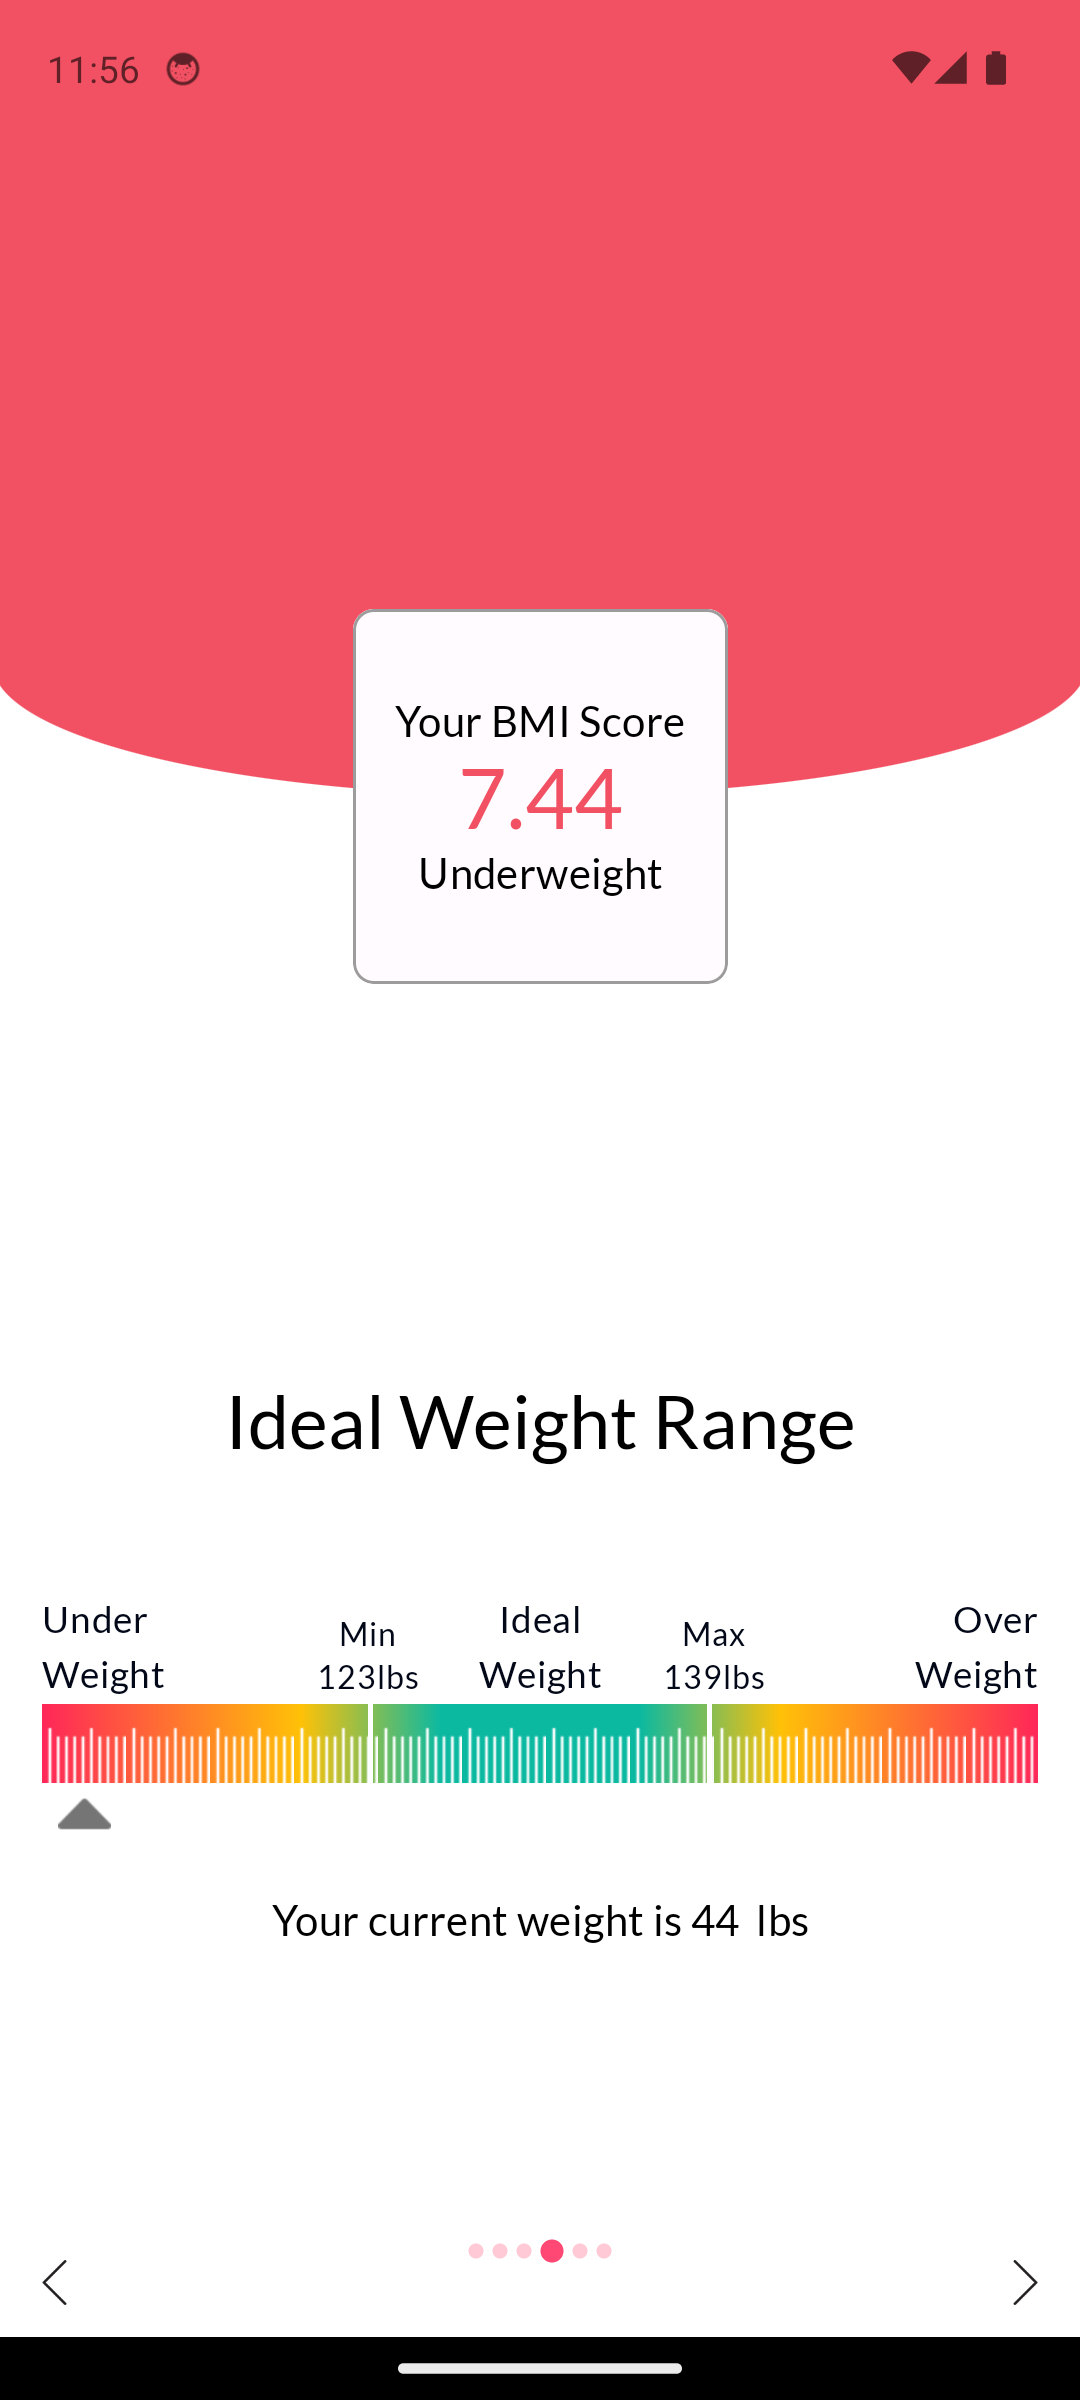 11:56
Your BMI Score
7.44
Underweight
Ideal Weight Range
Under
Weight
Min
123lbs
Ideal
Weight
Max
139lbs
Over
Weight
Your current weight is 44 lbs